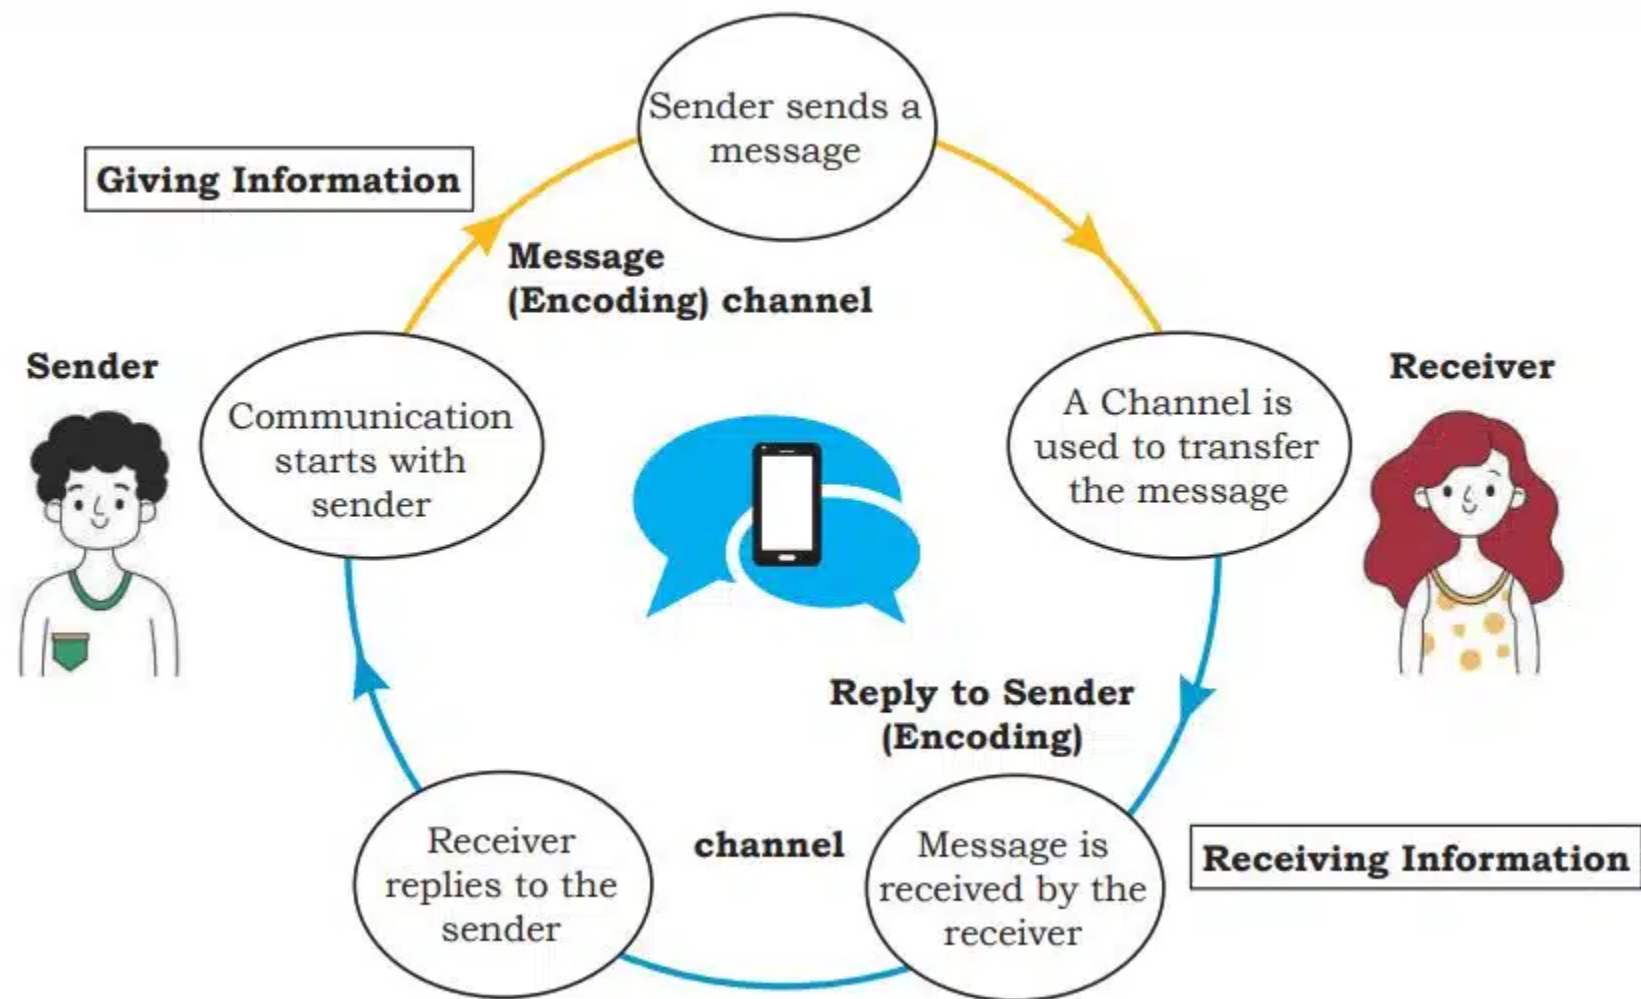 Sender sends a
message
Giving Information
Message
(Encoding) channel
Sender
Communication
starts with
sender
A Channel is
used to transfer
the message
Receiver
Reply to Sender
(Encoding)
Receiver
replies to the
sender
channel
Message is
received by the
receiver
Receiving Information